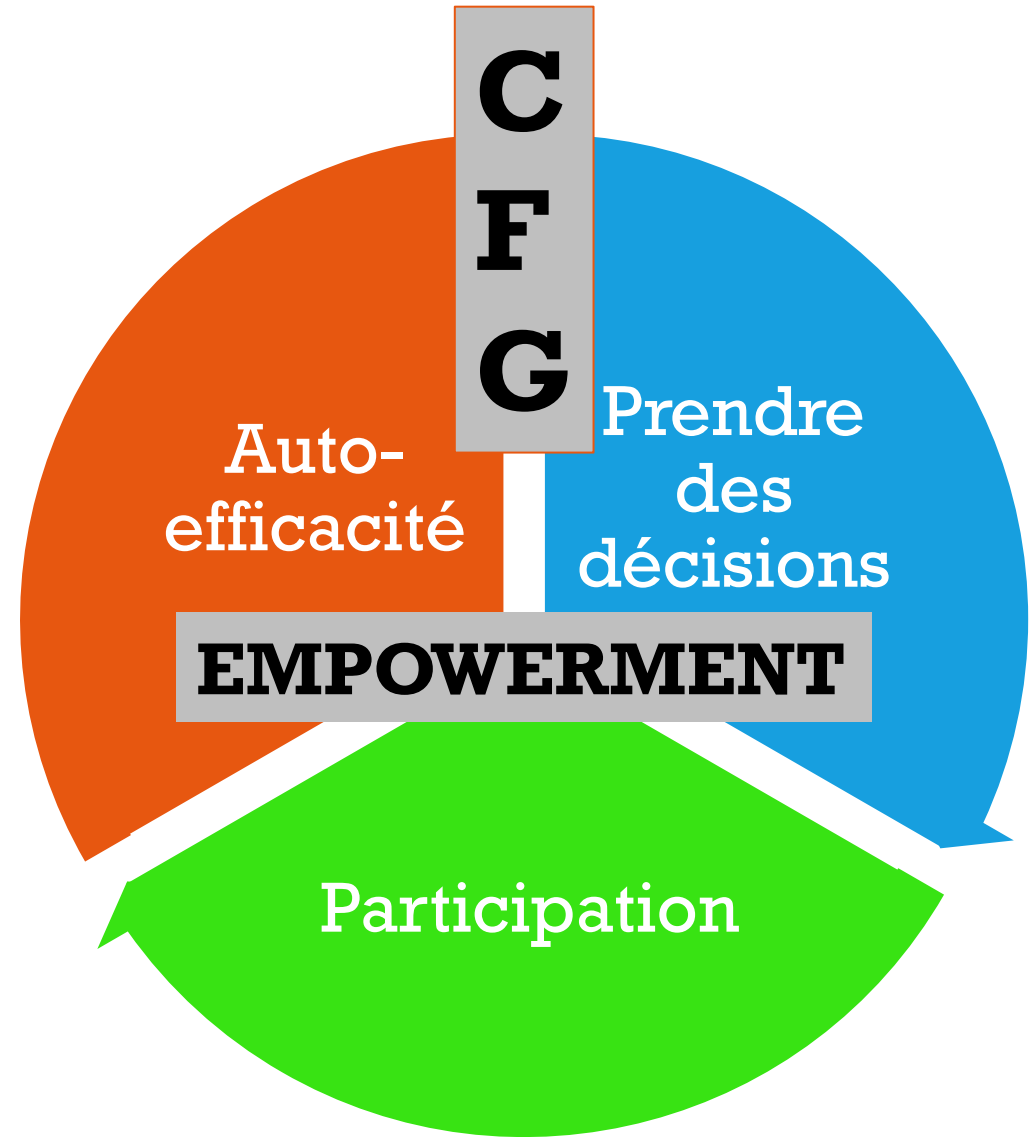 C
F
G
Auto-
efficacité
Prendre
des
décisions
EMPOWERMENT
Participation